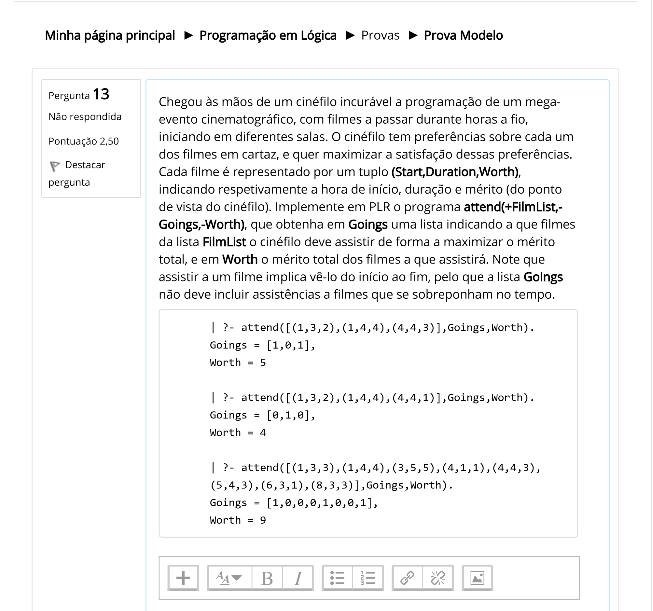 Minha página principal ► Programação em Lógica ► Provas ► Prova Modelo
Pergunta 13
Não respondida
Pontuação 2,50
Destacar
pergunta
Chegou às mãos de um cinéfilo incurável a programação de um mega-
evento cinematográfico, com filmes a passar durante horas a fio,
iniciando em diferentes salas. O cinéfilo tem preferências sobre cada um
dos filmes em cartaz, e quer maximizar a satisfação dessas preferências.
Cada filme é representado por um tuplo (Start,Duration,Worth),
indicando respetivamente a hora de início, duração e mérito (do ponto
de vista do cinéfilo). Implemente em PLR o programa attend(+FilmList,-
Goings,-Worth), que obtenha em Goings uma lista indicando a que filmes
da lista FilmList o cinéfilo deve assistir de forma a maximizar o mérito
total, e em Worth o mérito total dos filmes a que assistirá. Note que
assistir a um filme implica vê-lo do início ao fim, pelo que a lista Goings
não deve incluir assistências a filmes que se sobreponham no tempo.
| ?- attend([(1,3,2),(1,4,4),(4,4,3)],Goings,Worth).
Goings = [1,0,1],
Worth = 5
| ?- attend([(1,3,2),(1,4,4),(4,4,1)],Goings,Worth).
Goings = [0,1,0],
Worth = 4
| ?- attend([(1,3,3),(1,4,4),(3,5,5),(4,1,1),(4,4,3),
(5,4,3),(6,3,1),(8,3,3)],Goings,Worth).
Goings = [1,0,0,0,1,0,0,1],
Worth = 9